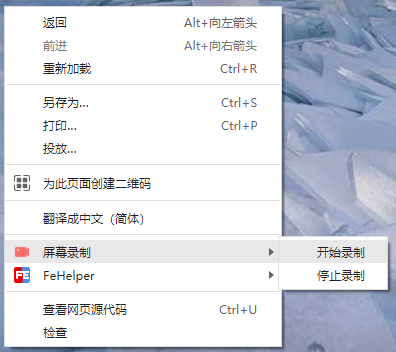 返回 Alt+向左箭头
前进 Alt+向右箭头
重新加载 Ctrl+R
另存为... Ctrl+S
打印... Ctrl+P
投放...
为此页面创建二维码
翻译成中文（简体）
屏幕录制
开始录制
FeHelper
停止录制
查看网页源代码 Ctrl+U
检查